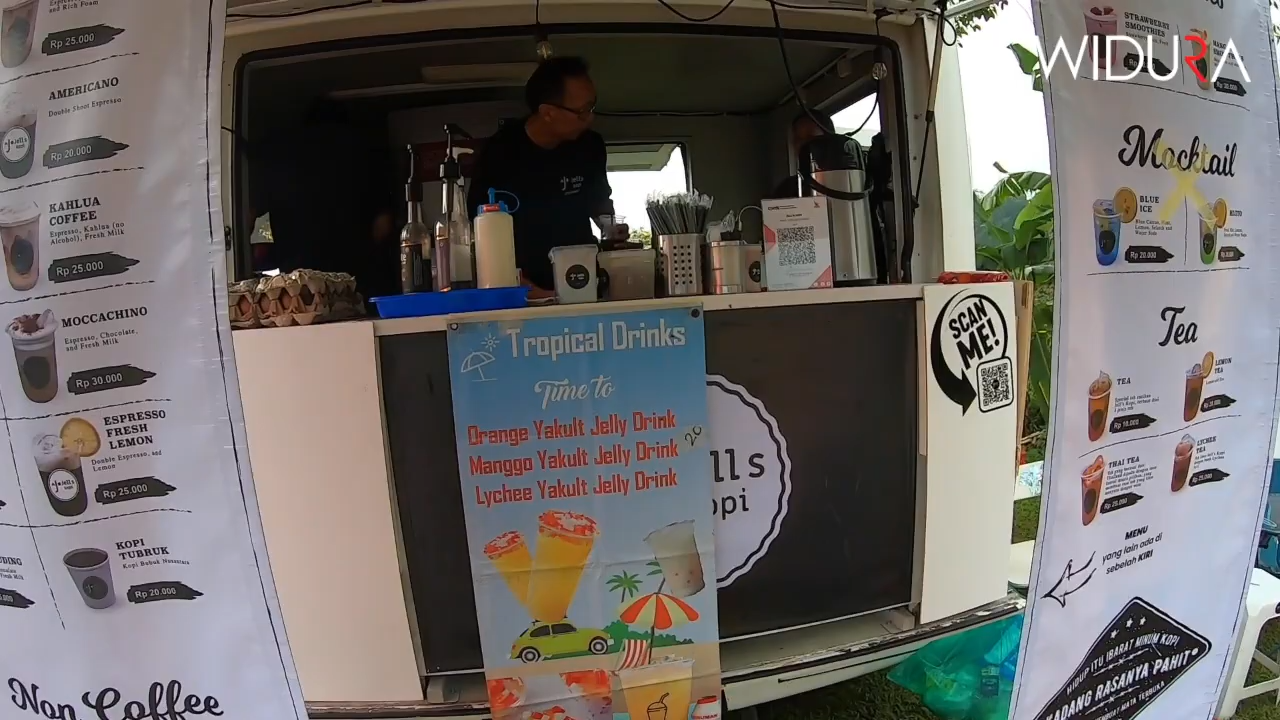 and Rich Foam
Rp 25.000
AMERICANO
Double Shoot Espresso
Rp 20.000
KAHLUA
COFFEE
Espresso, Kahlua (no
Alcohol), Fresh Milk
Rp 25.000
MOCCACHINO
Espresso, Chocolate,
and Fresh Milk
Rp 30.000
ESPRESSO
FRESH
LEMON
Double Espresso, and
Lemon
Rp 25.000
KOPI
TUBRUK
Kopi Bubuk Nusantara
Rp 20.000
Non Coffee
Tropical Drinks
Time to
Orange Yakult Jelly Drink
Manggo Yakult Jelly Drink
Lychee Yakult Jelly Drink
20
SCAN
ME!
WIDURA
STRAWBERRY
SMOOTHIES
Mocktail
BLUE
ICE
Rp 20.000
Tea
TEA
LEMON
TEA
THAI TEA
LYCHEE
TEA
MENU
yang lain ada di
sebelah KIRI
HIDUP ITU IBARAT MINUM KOPI
KADANG RASANYA PAHIT